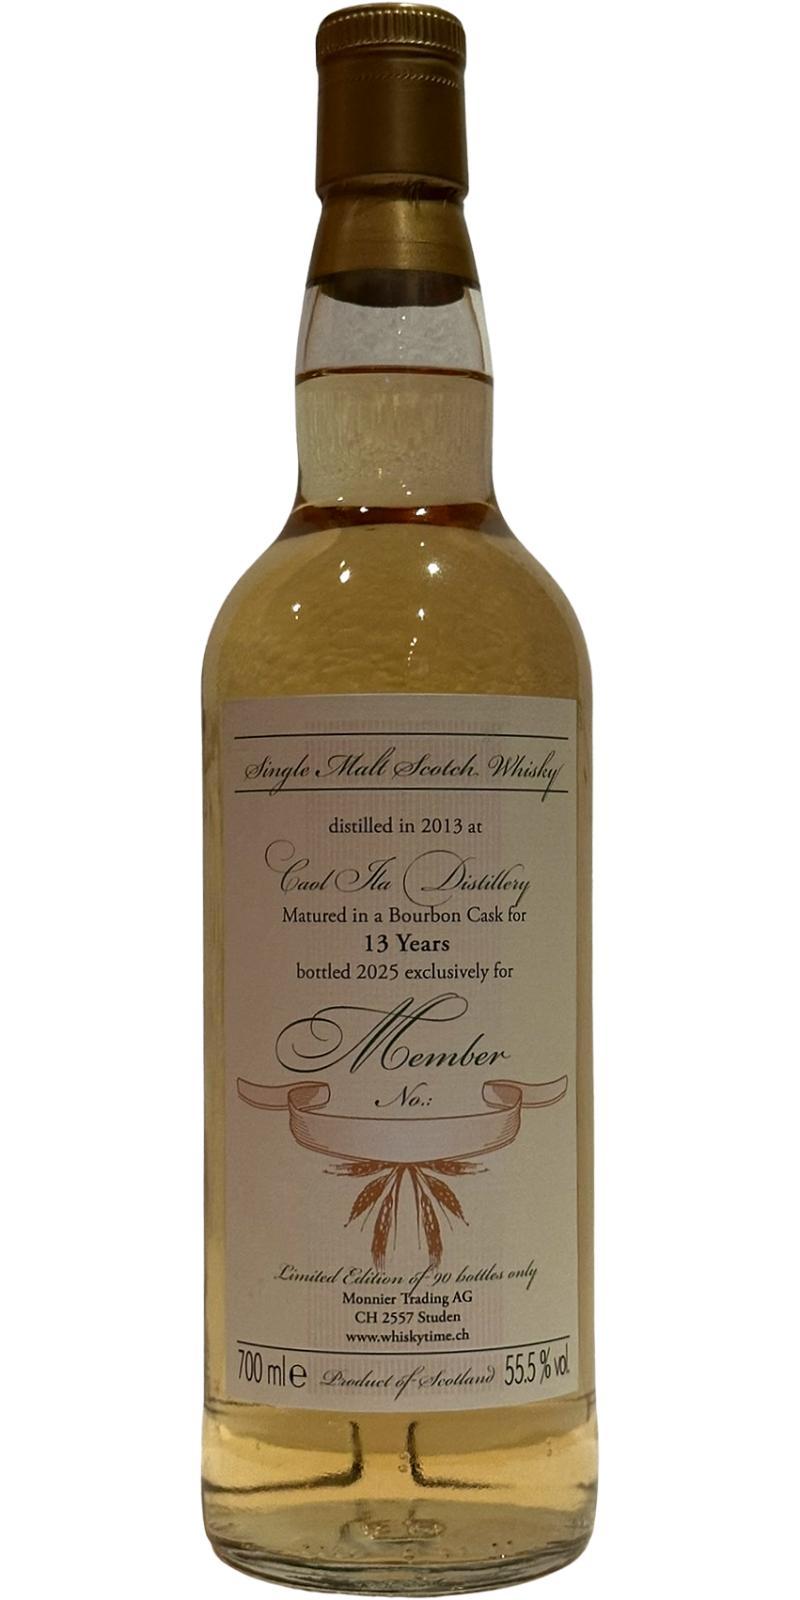 Single Malt Scotch Whisky
distilled in 2013 at
Caol Ila Distillery
Matured in a Bourbon Cask for
13 Years
bottled 2025 exclusively for
Member
No.:
Limited Edition of 90 bottles only
Monnier Trading AG
CH 2557 Studen
www.whiskytime.ch
700 ml e Product of Scotland 55.5 % vol.